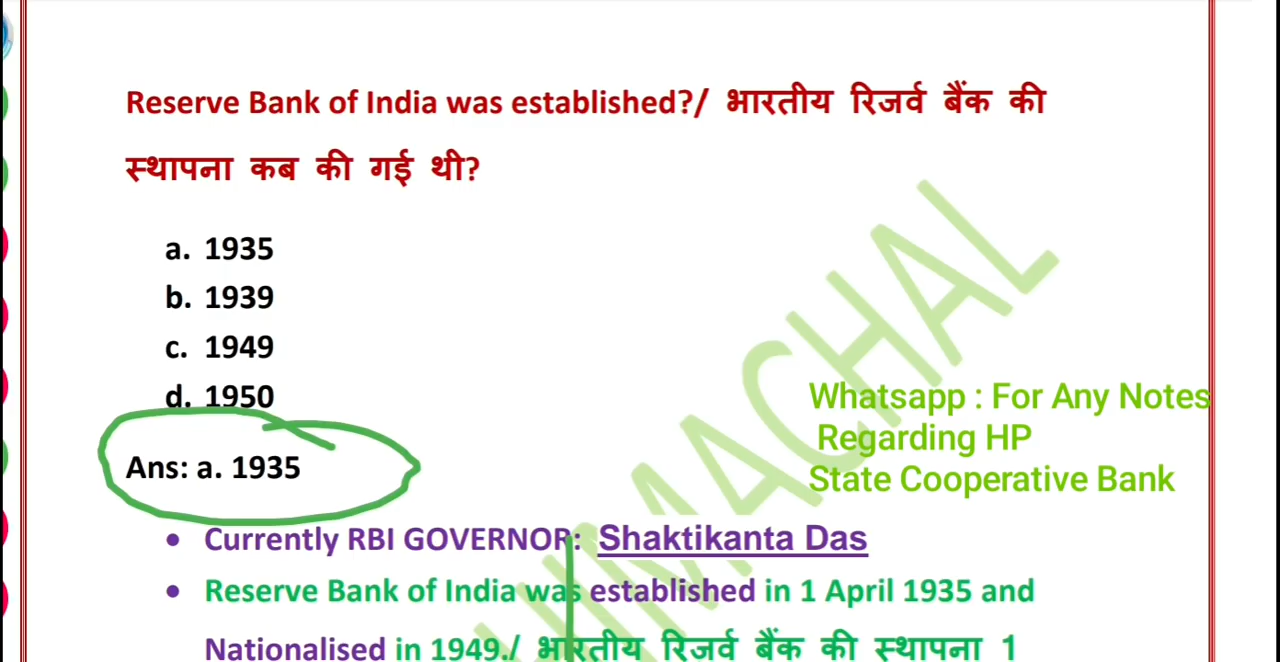 Reserve Bank of India was established?/ भारतीय रिजर्व बैंक की
स्थापना कब की गई थी?
a. 1935
b. 1939
c. 1949
d. 1950
Ans: a. 1935
Whatsapp : For Any Notes
Regarding HP
State Cooperative Bank
• Currently RBI GOVERNOR: Shaktikanta Das
• Reserve Bank of India was established in 1 April 1935 and
Nationalised in 1949./ भारतीय रिजर्व बैंक की स्थापना 1
HIMACHAL